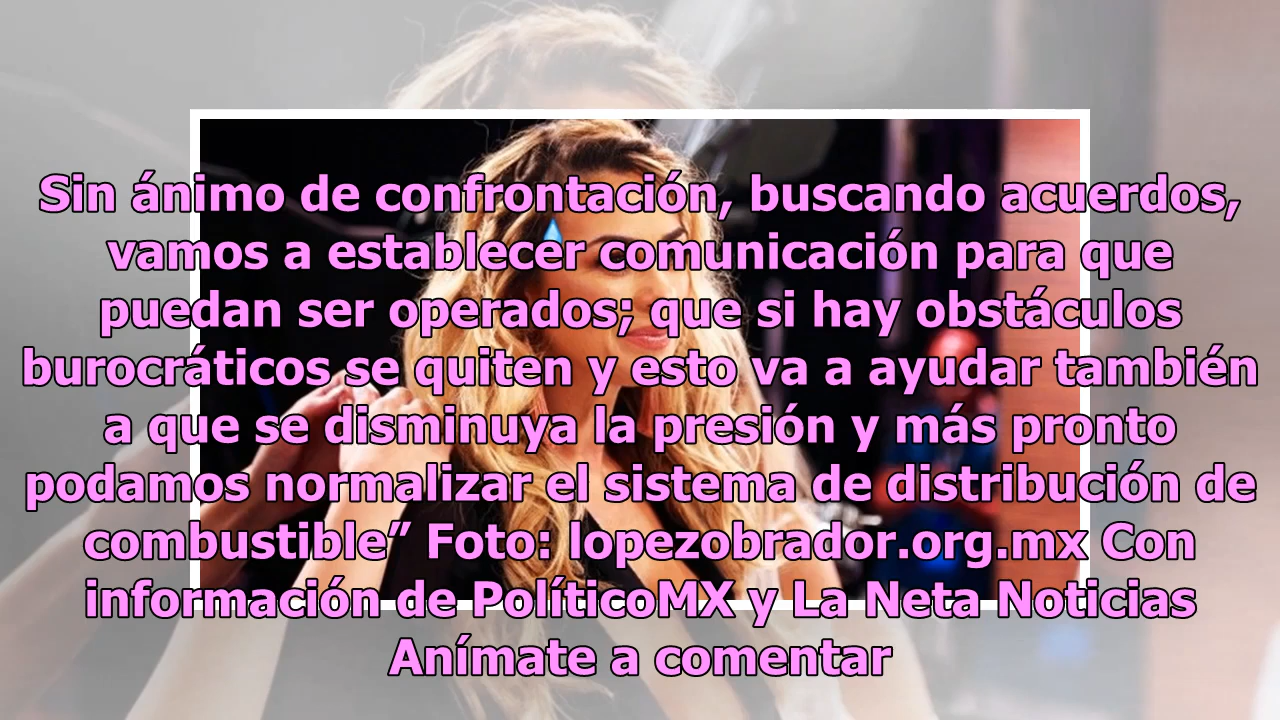 Sin ánimo de confrontación, buscando acuerdos,
vamos a establecer comunicación para que
puedan ser operados; que si hay obstáculos
burocráticos se quiten y esto va a ayudar también
a que se disminuya la presión y más pronto
podamos normalizar el sistema de distribución de
combustible” Foto: lopezobrador.org.mx Con
información de PolíticoMX y La Neta Noticias
Anímate a comentar